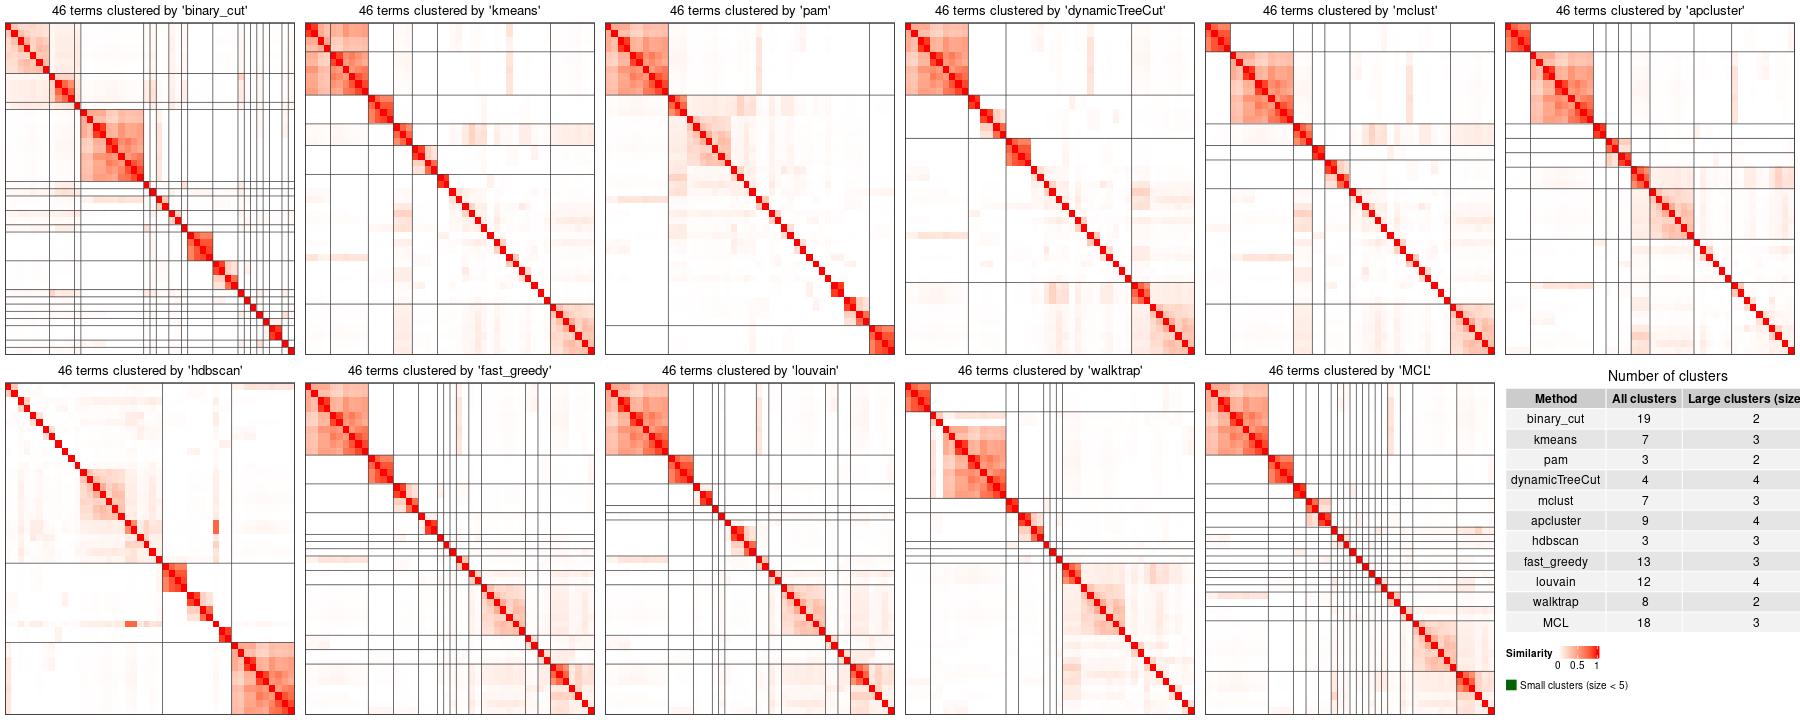 46 terms clustered by 'binary_cut'
46 terms clustered by 'kmeans'
46 terms clustered by 'pam'
46 terms clustered by 'dynamicTreeCut'
46 terms clustered by 'mclust'
46 terms clustered by 'apcluster'
46 terms clustered by 'hdbscan'
46 terms clustered by 'fast_greedy'
46 terms clustered by 'louvain'
46 terms clustered by 'walktrap'
46 terms clustered by 'MCL'
Number of clusters
Method All clusters Large clusters (size
binary_cut 19 2
kmeans 7 3
pam 3 2
dynamicTreeCut 4 4
mclust 7 3
apcluster 9 4
hdbscan 3 3
fast_greedy 13 3
louvain 12 4
walktrap 8 2
MCL 18 3
Similarity
0 0.5 1
Small clusters (size < 5)